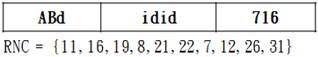 ABd idid 716
RNC = {11, 16, 19, 8, 21, 22, 7, 12, 26, 31}